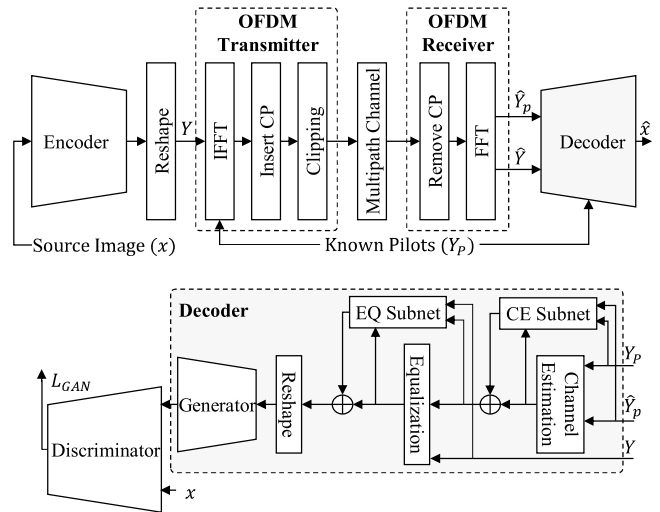 OFDM
Transmitter
OFDM
Receiver
Encoder
Reshape
Y
IFFT
Insert CP
Clipping
Multipath Channel
Remove CP
FFT
Ŷp
Ŷ
Decoder
x̂
Source Image (x)
Known Pilots (YP)
Decoder
EQ Subnet
CE Subnet
LGAN
Discriminator
Generator
Reshape
Equalization
Channel
Estimation
YP
Ŷp
Y
x